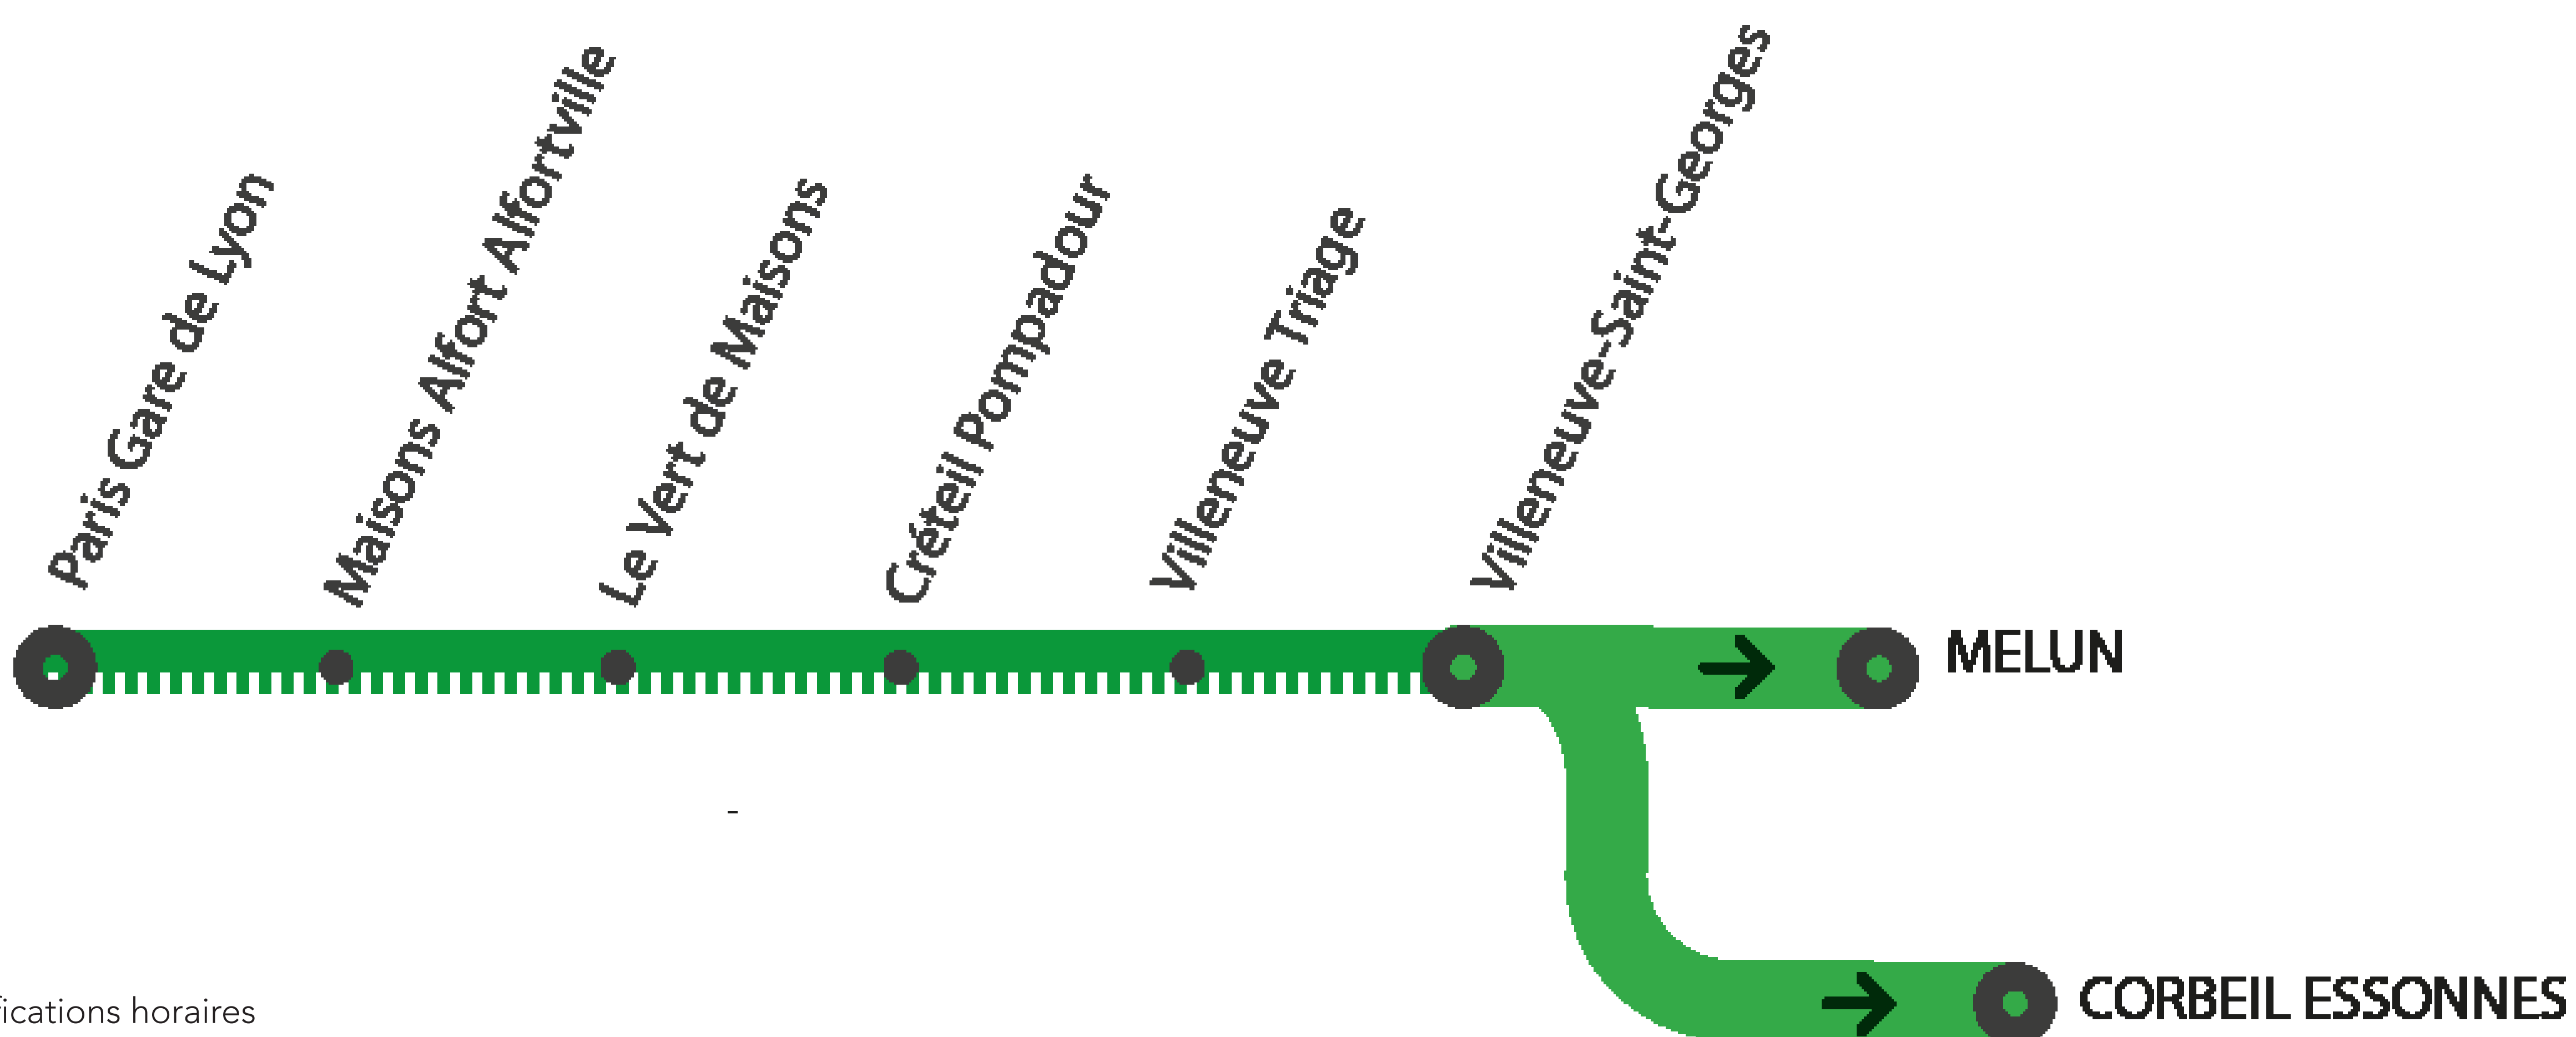 Paris Gare de Lyon
Maisons Alfort Alfortville
Le Vert de Maisons
Créteil Pompadour
Villeneuve Triage
Villeneuve-Saint-Georges
MELUN
-
CORBEIL ESSONNES
fications horaires